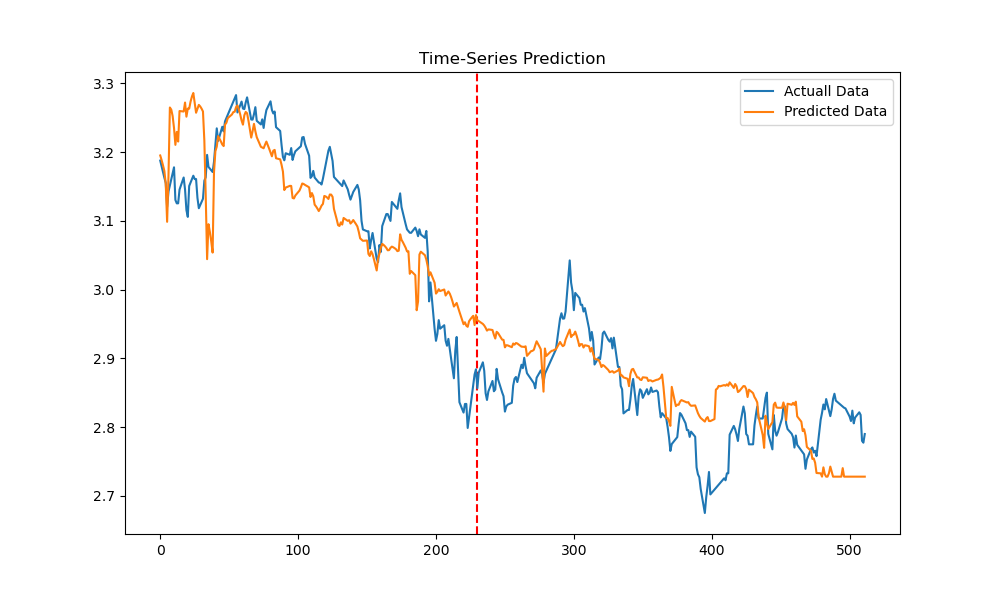 Time-Series Prediction
Actuall Data
Predicted Data
3.3
3.2
3.1
3.0
2.9
2.8
2.7
0 100 200 300 400 500